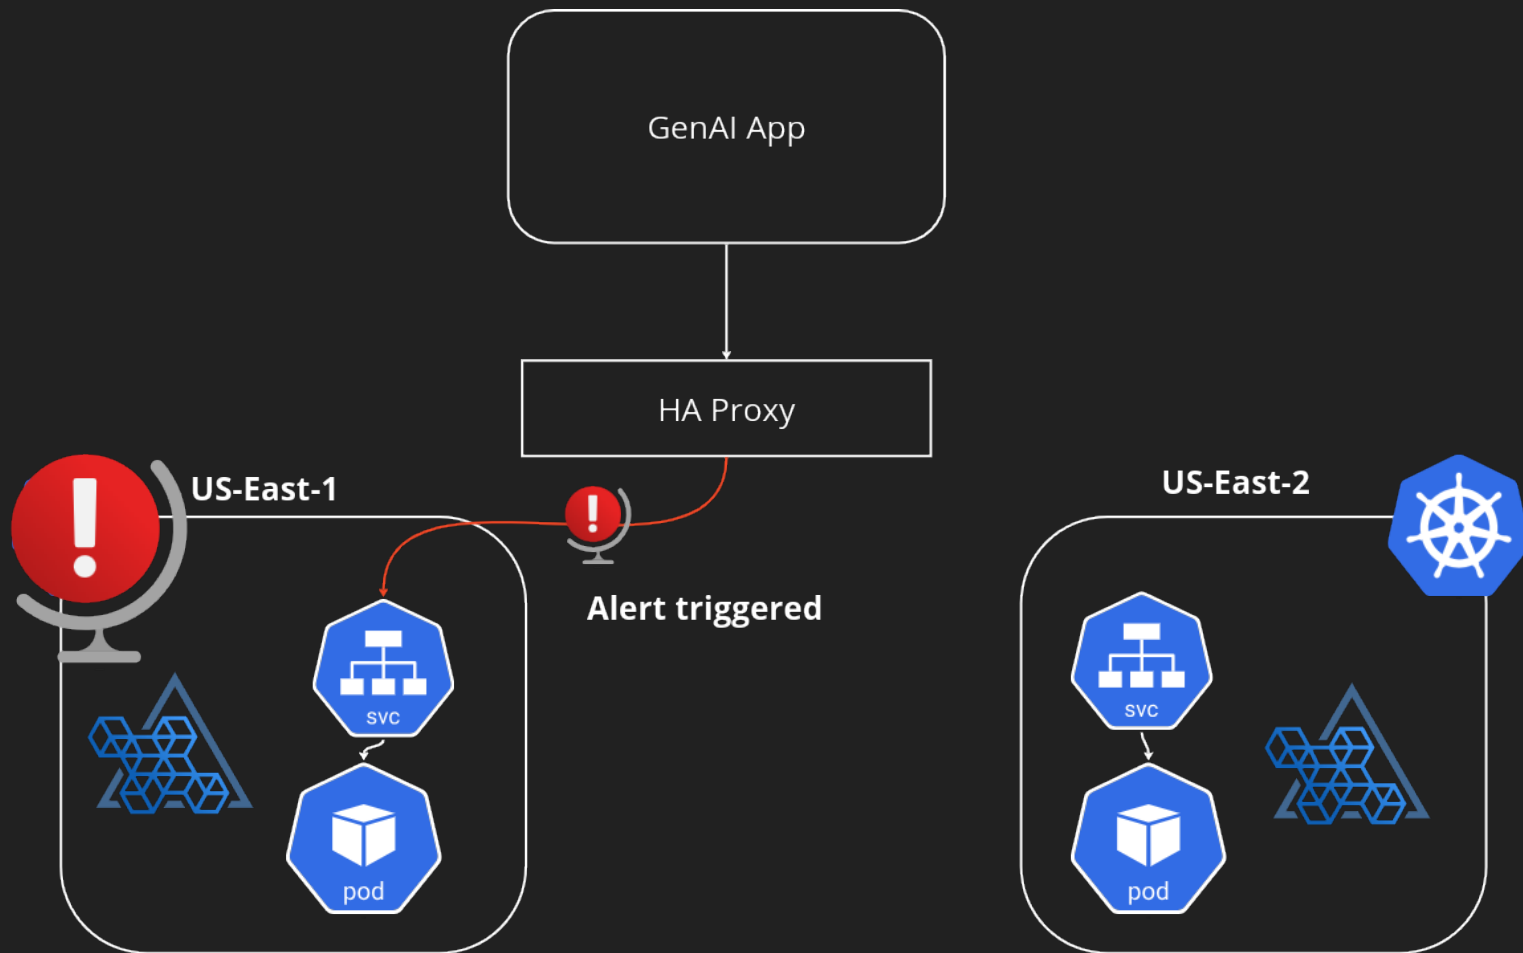 GenAI App
HA Proxy
US-East-1
US-East-2
Alert triggered
svc
svc
pod
pod